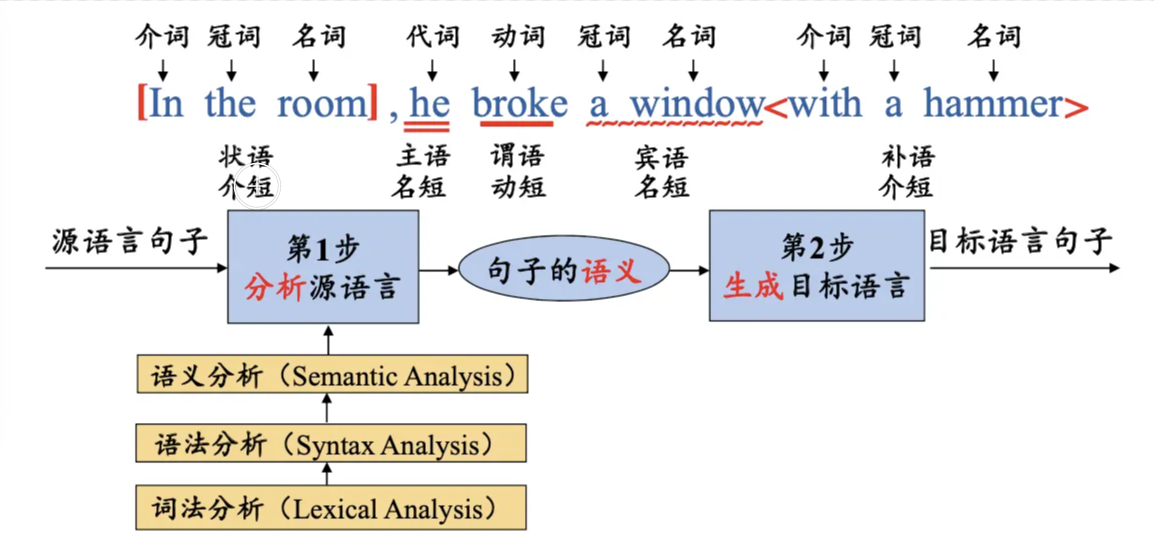 介词 冠词 名词 代词 动词 冠词 名词 介词 冠词 名词
[In the room] , he broke a window<with a hammer>
状语 主语 谓语 宾语 补语
介短 名短 动短 名短 介短
源语言句子
第1步
分析源语言
句子的语义
第2步
生成目标语言
目标语言句子
语义分析（Semantic Analysis）
语法分析（Syntax Analysis）
词法分析（Lexical Analysis）